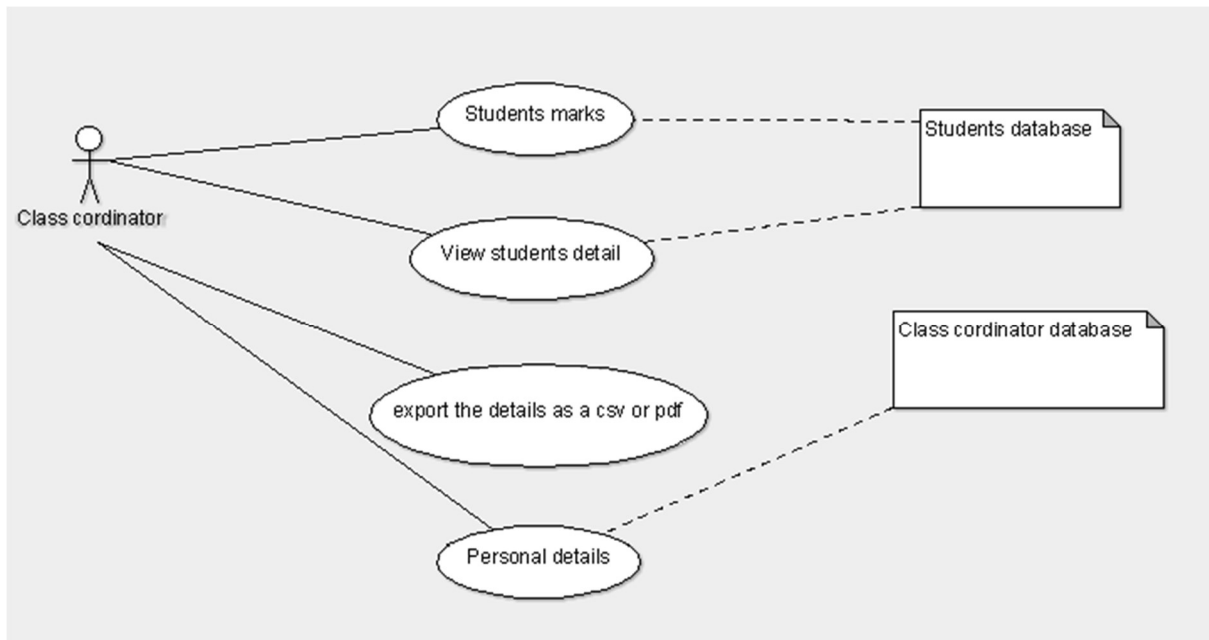 Students marks
Students database
Class cordinator
View students detail
Class cordinator database
export the details as a csv or pdf
Personal details